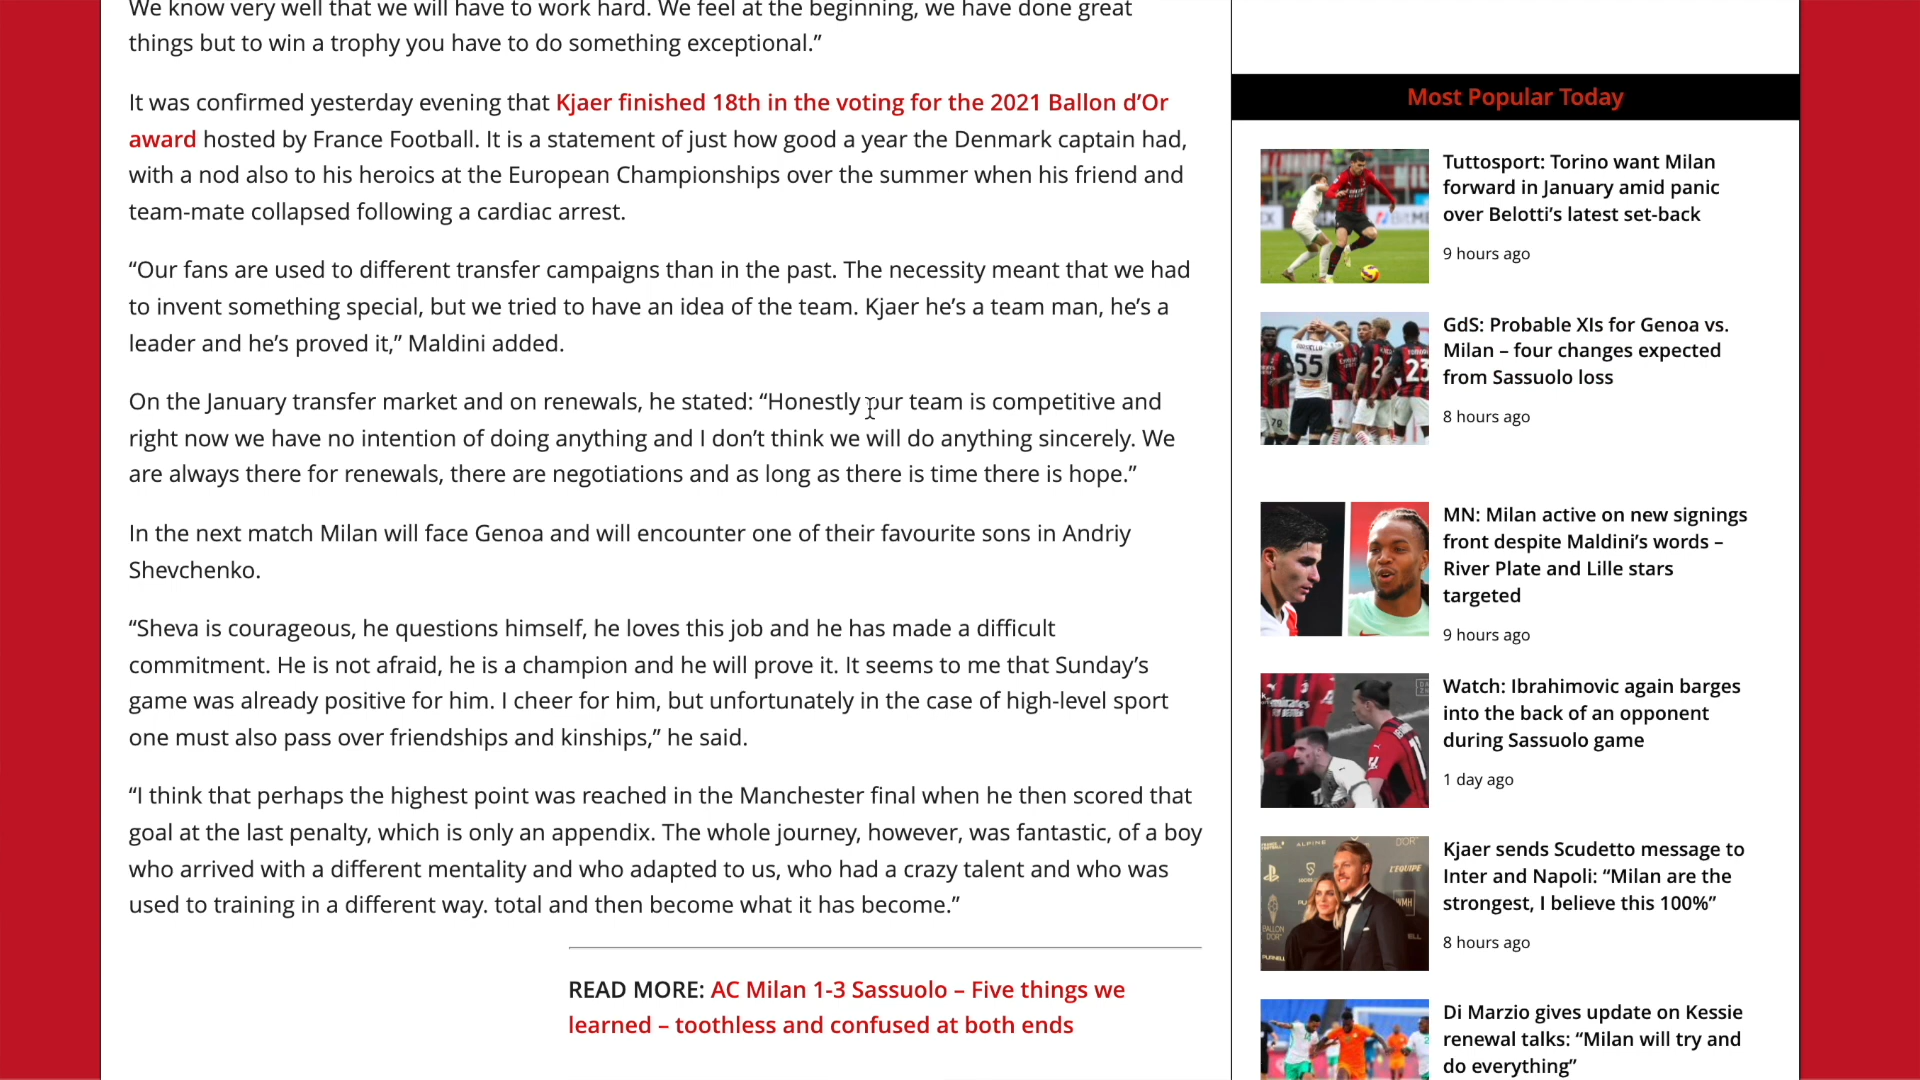 We know very well that we will have to work hard. We feel at the beginning, we have done great
things but to win a trophy you have to do something exceptional.”
It was confirmed yesterday evening that Kjaer finished 18th in the voting for the 2021 Ballon d’Or
award hosted by France Football. It is a statement of just how good a year the Denmark captain had,
with a nod also to his heroics at the European Championships over the summer when his friend and
team-mate collapsed following a cardiac arrest.
“Our fans are used to different transfer campaigns than in the past. The necessity meant that we had
to invent something special, but we tried to have an idea of the team. Kjaer he’s a team man, he’s a
leader and he’s proved it,” Maldini added.
On the January transfer market and on renewals, he stated: “Honestly our team is competitive and
right now we have no intention of doing anything and I don’t think we will do anything sincerely. We
are always there for renewals, there are negotiations and as long as there is time there is hope.”
In the next match Milan will face Genoa and will encounter one of their favourite sons in Andriy
Shevchenko.
“Sheva is courageous, he questions himself, he loves this job and he has made a difficult
commitment. He is not afraid, he is a champion and he will prove it. It seems to me that Sunday’s
game was already positive for him. I cheer for him, but unfortunately in the case of high-level sport
one must also pass over friendships and kinships,” he said.
“I think that perhaps the highest point was reached in the Manchester final when he then scored that
goal at the last penalty, which is only an appendix. The whole journey, however, was fantastic, of a boy
who arrived with a different mentality and who adapted to us, who had a crazy talent and who was
used to training in a different way. total and then become what it has become.”
READ MORE: AC Milan 1-3 Sassuolo – Five things we
learned – toothless and confused at both ends
Most Popular Today
Tuttosport: Torino want Milan
forward in January amid panic
over Belotti’s latest set-back
9 hours ago
55
23
79
GdS: Probable XIs for Genoa vs.
Milan – four changes expected
from Sassuolo loss
8 hours ago
MN: Milan active on new signings
front despite Maldini’s words –
River Plate and Lille stars
targeted
9 hours ago
Watch: Ibrahimovic again barges
into the back of an opponent
during Sassuolo game
1 day ago
ALPINE
D'OR
L'EQUIPE
BALLON
D'OR
Kjaer sends Scudetto message to
Inter and Napoli: “Milan are the
strongest, I believe this 100%”
8 hours ago
Di Marzio gives update on Kessie
renewal talks: “Milan will try and
do everything”